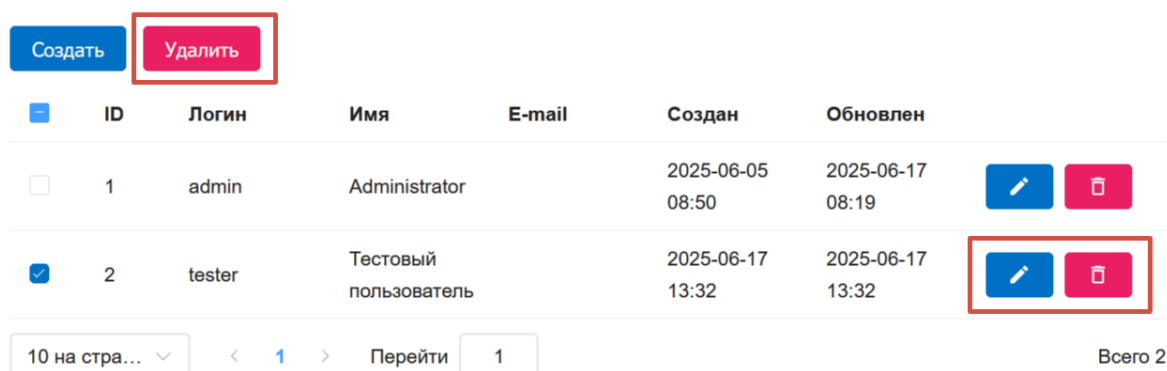 Создать Удалить
ID Логин Имя E-mail Создан Обновлен
1 admin Administrator 2025-06-05 08:50 2025-06-17 08:19
2 tester Тестовый пользователь 2025-06-17 13:32 2025-06-17 13:32
10 на стра... 1 Перейти 1 Всего 2